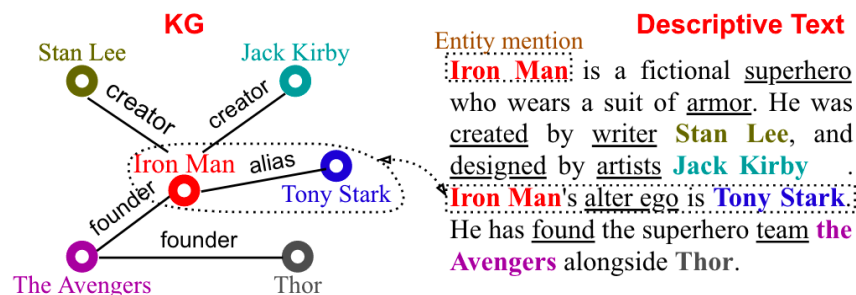 KG
Stan Lee
Jack Kirby
creator
creator
Iron Man
alias
Tony Stark
founder
founder
The Avengers
Thor
Descriptive Text
Entity mention
Iron Man is a fictional superhero
who wears a suit of armor. He was
created by writer Stan Lee, and
designed by artists Jack Kirby .
Iron Man's alter ego is Tony Stark.
He has found the superhero team the
Avengers alongside Thor.